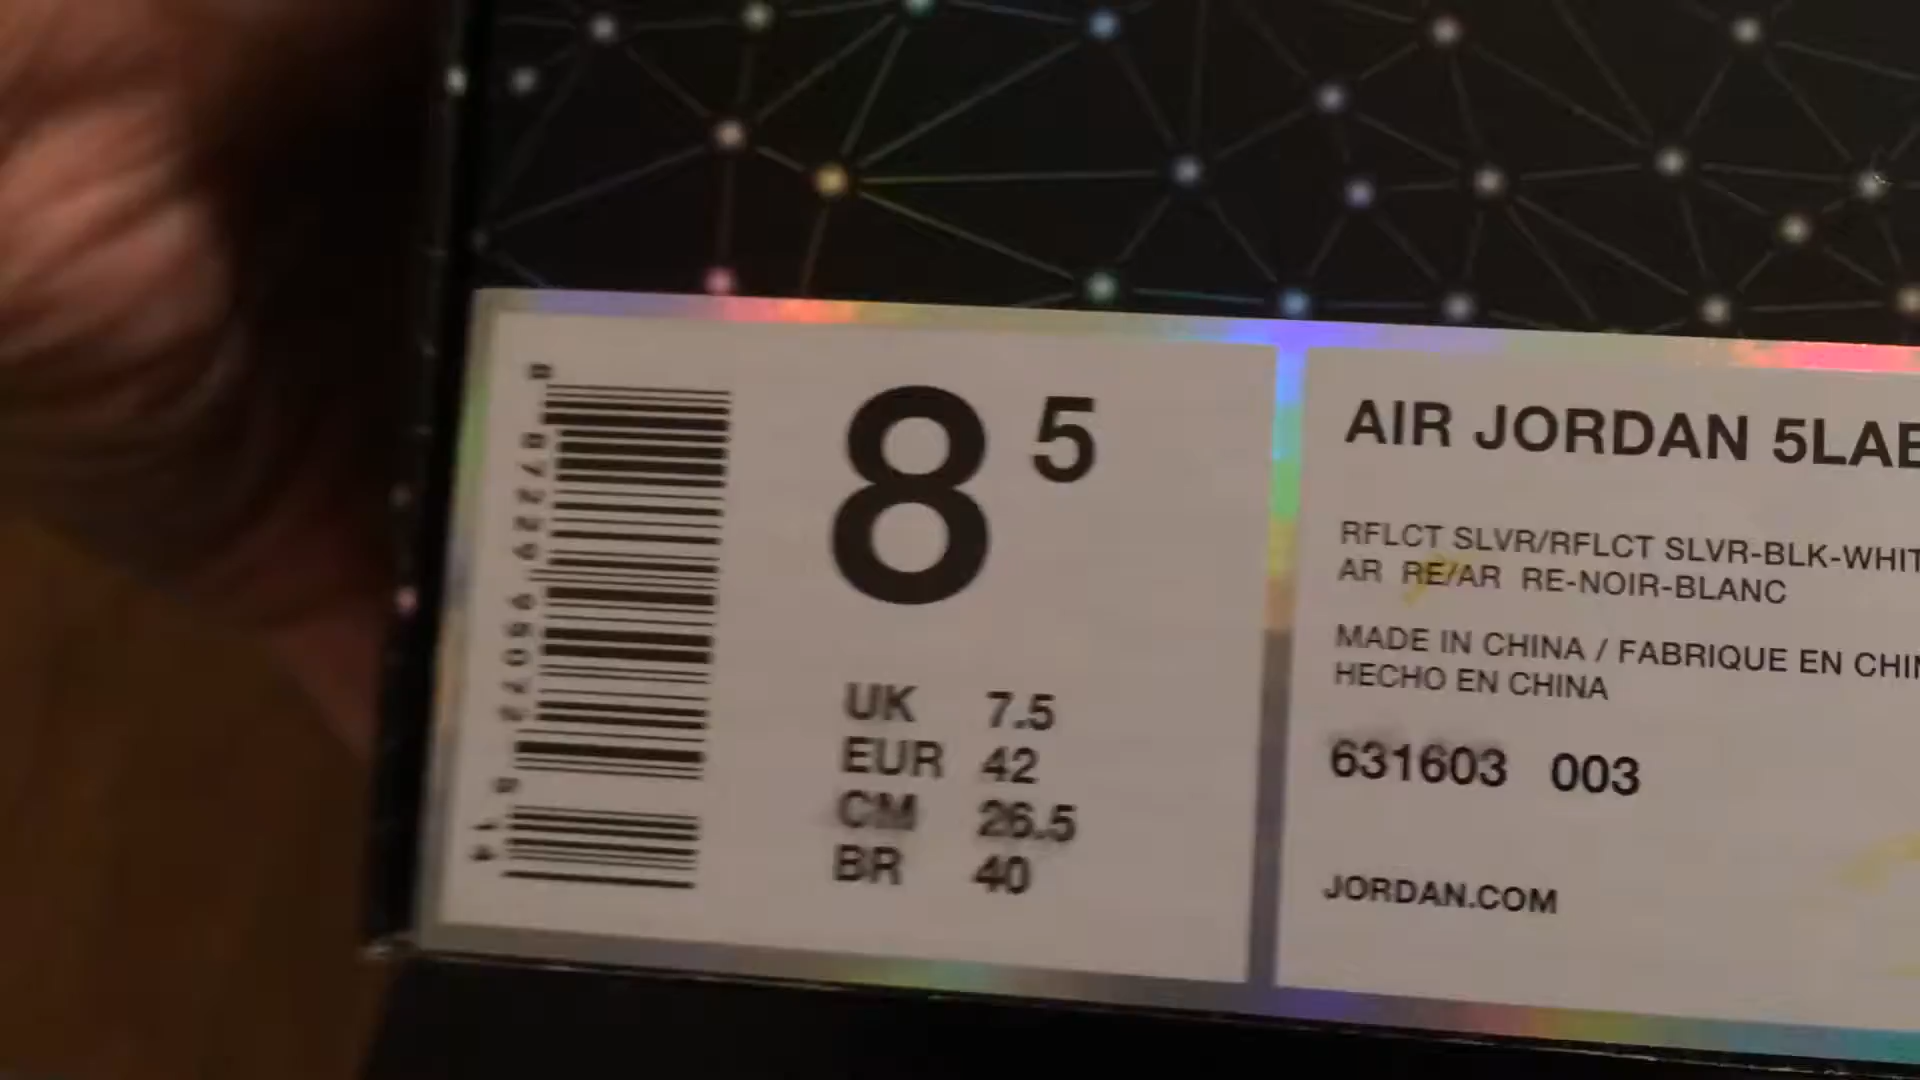 8 5
UK 7.5
EUR 42
CM 26.5
BR 40
AIR JORDAN 5LAB
RFLCT SLVR/RFLCT SLVR-BLK-WHIT
AR RE/AR RE-NOIR-BLANC
MADE IN CHINA / FABRIQUE EN CHIN
HECHO EN CHINA
631603 003
JORDAN.COM